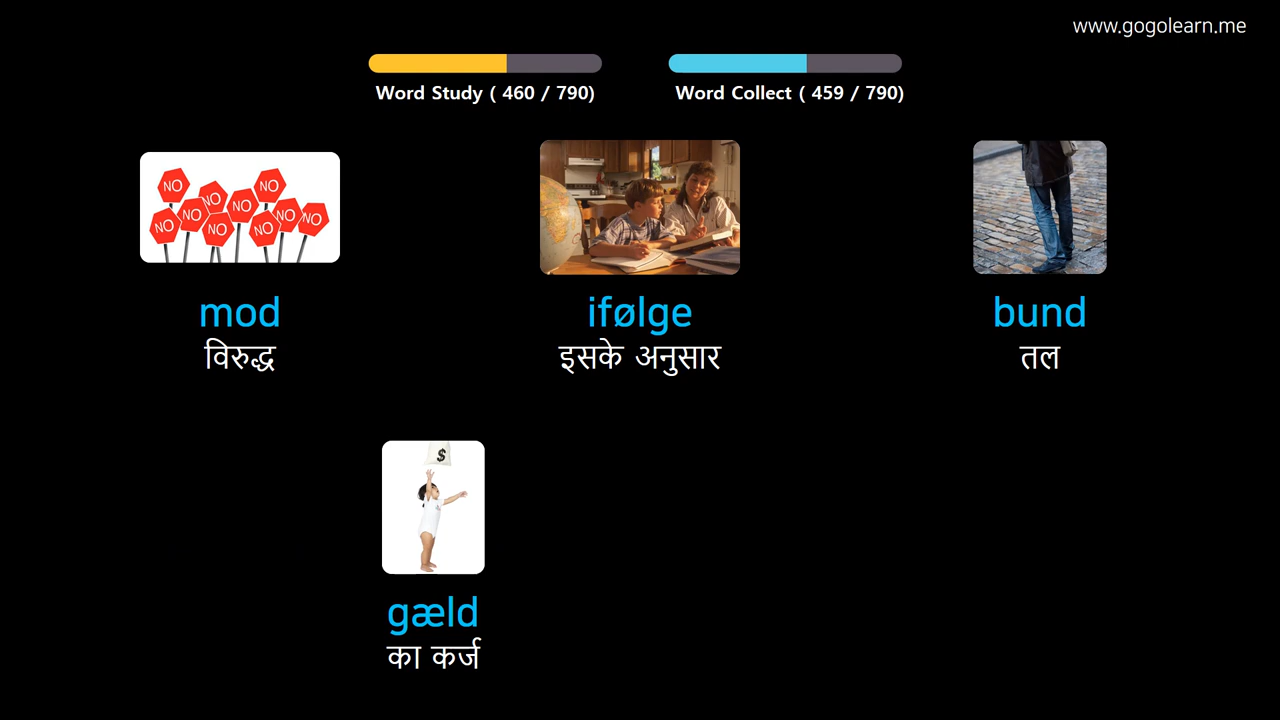 www.gogolearn.me
Word Study ( 460 / 790)
Word Collect ( 459 / 790)
NO NO NO NO NO NO NO NO NO NO
mod
विरुद्ध
ifølge
इसके अनुसार
bund
तल
$
gæld
का कर्ज